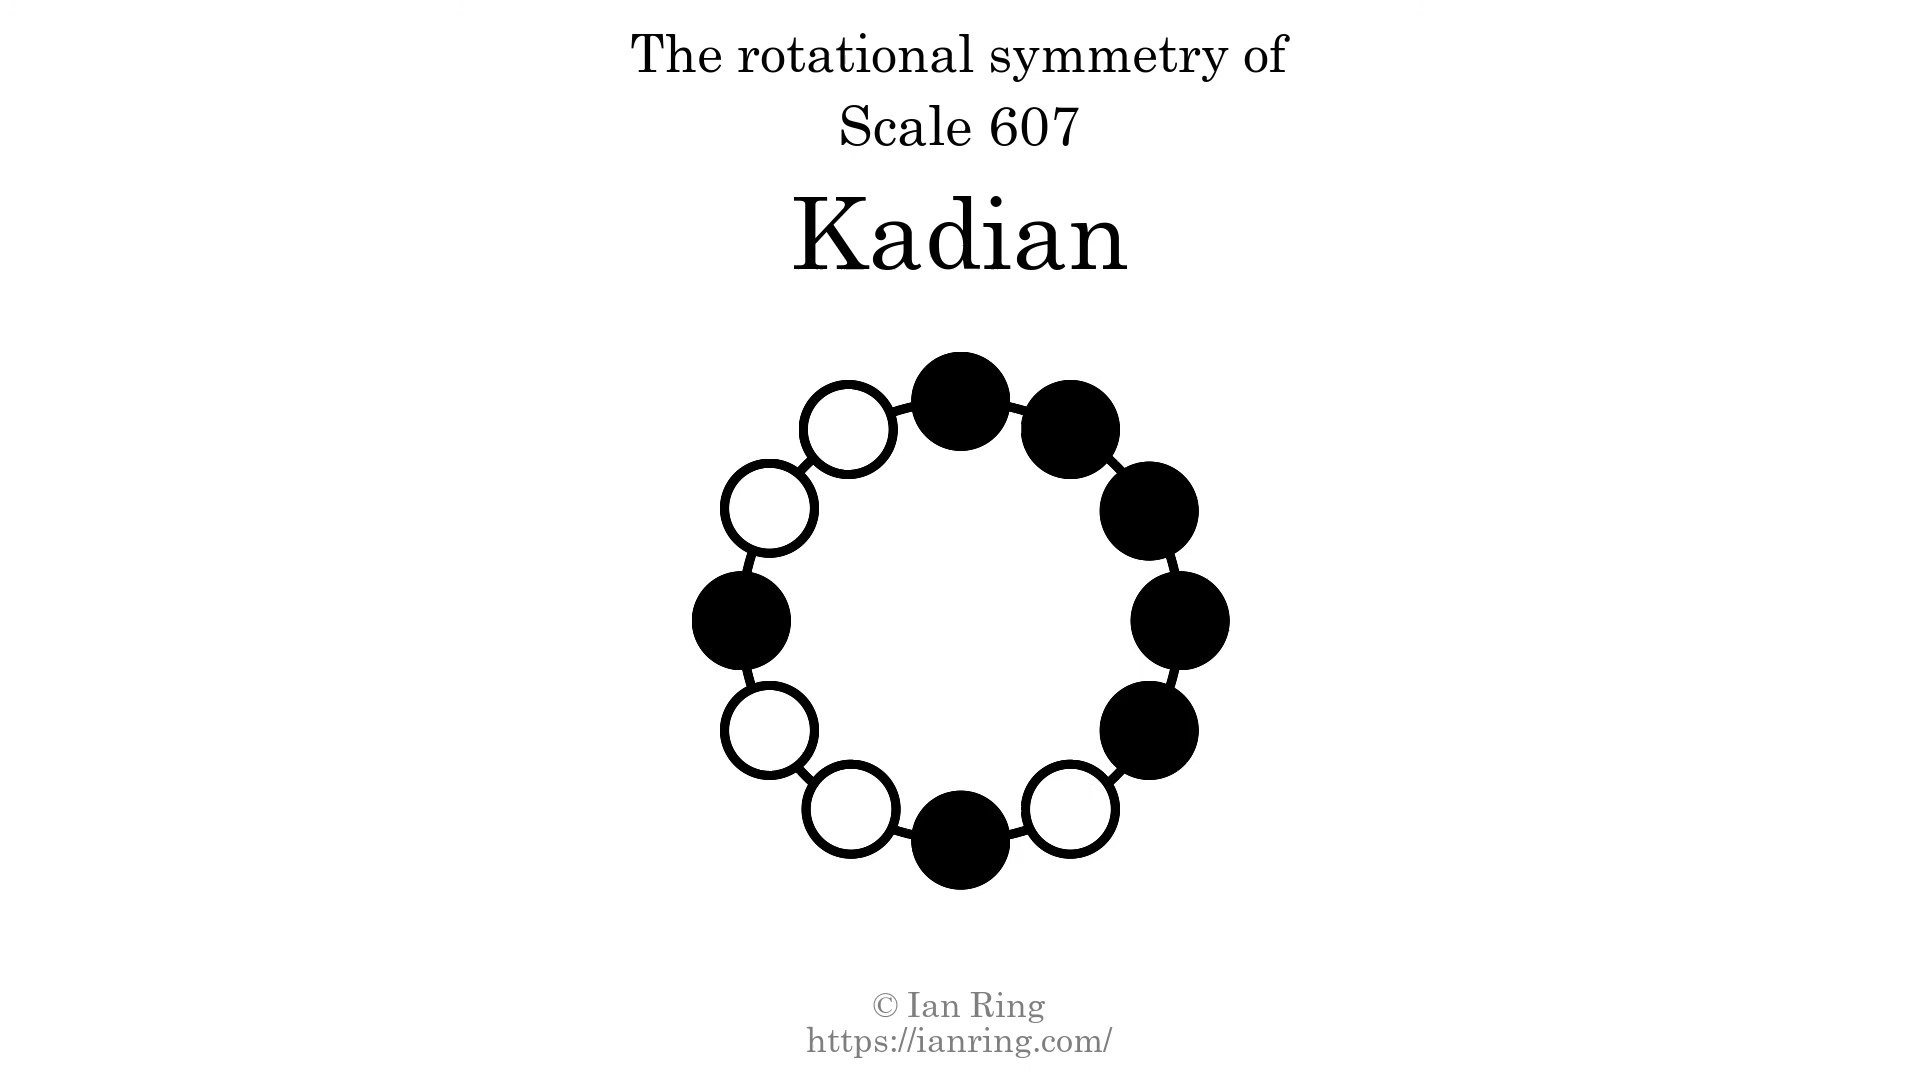 The rotational symmetry of
Scale 607
Kadian
© Ian Ring
https://ianring.com/